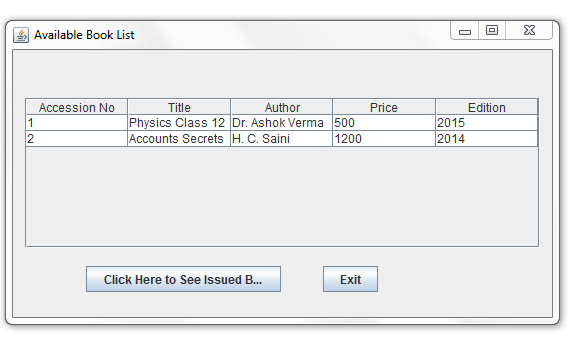 Available Book List
Accession No Title Author Price Edition
1 Physics Class 12 Dr. Ashok Verma 500 2015
2 Accounts Secrets H. C. Saini 1200 2014
Click Here to See Issued B... Exit